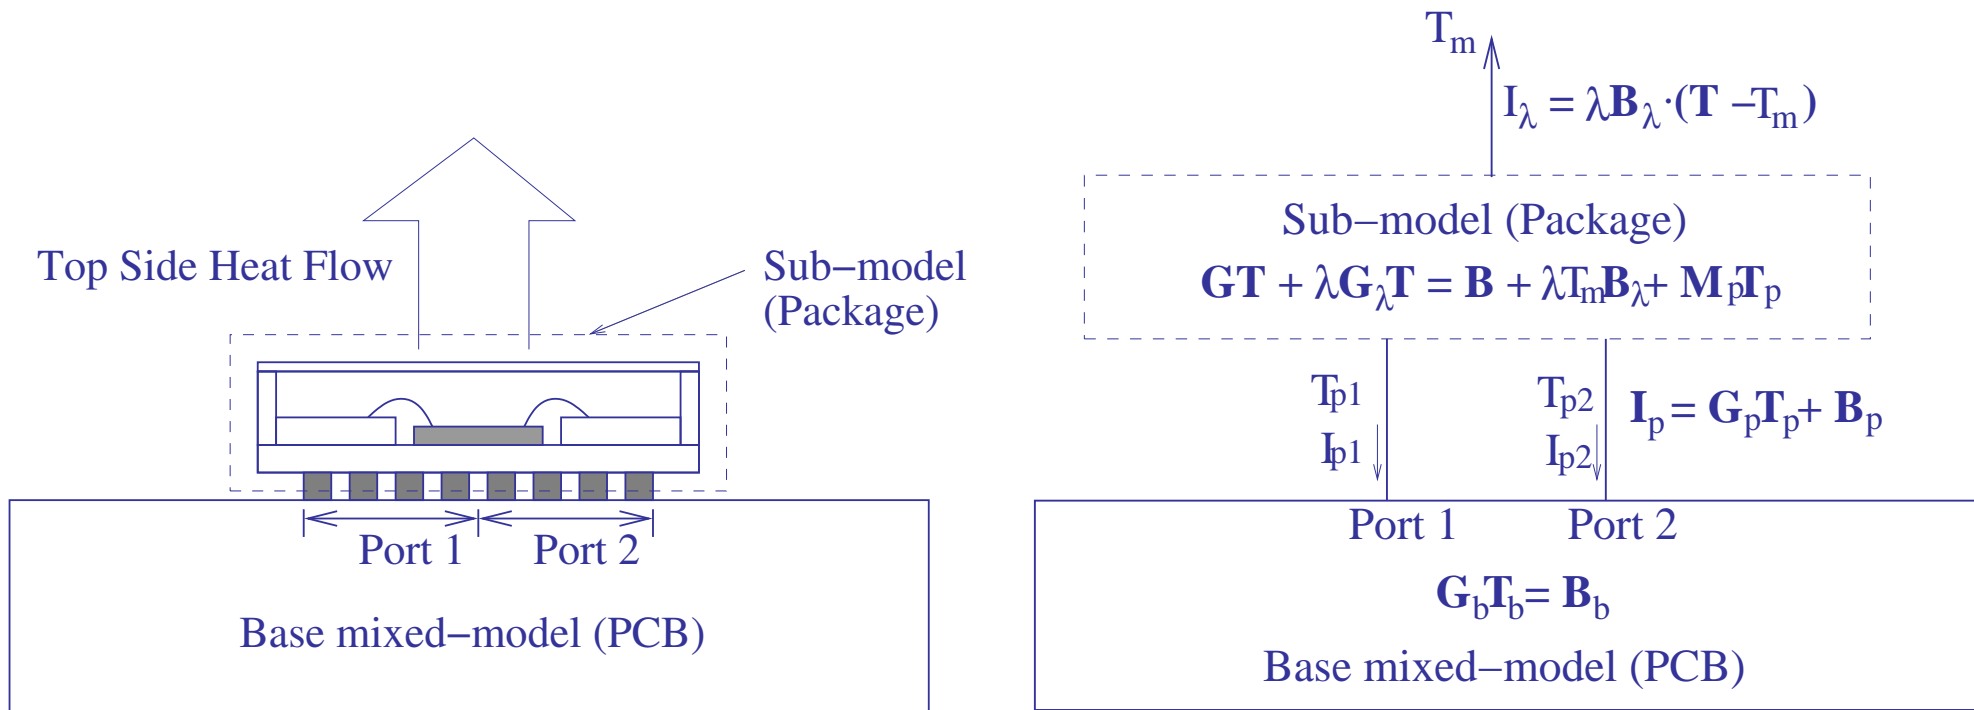 Top Side Heat Flow
Sub−model
(Package)
Port 1
Port 2
Base mixed−model (PCB)
Tm
Iλ = λBλ·(T −Tm)
Sub−model (Package)
GT + λGλT = B + λTmBλ+ MpTp
Tp1
Ip1
Tp2
Ip2
Ip = GpTp+ Bp
Port 1
Port 2
GbTb= Bb
Base mixed−model (PCB)